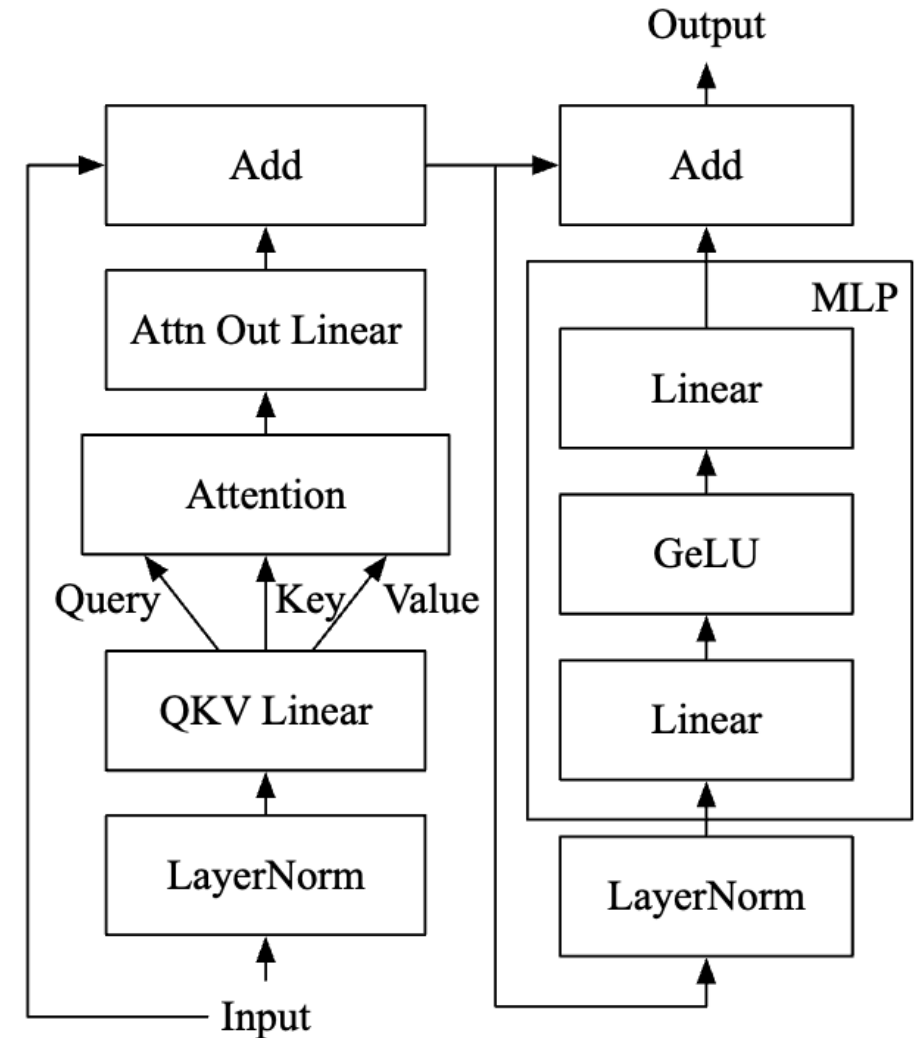 Output
Add
Add
MLP
Attn Out Linear
Linear
Attention
GeLU
Query
Key
Value
QKV Linear
Linear
LayerNorm
LayerNorm
Input